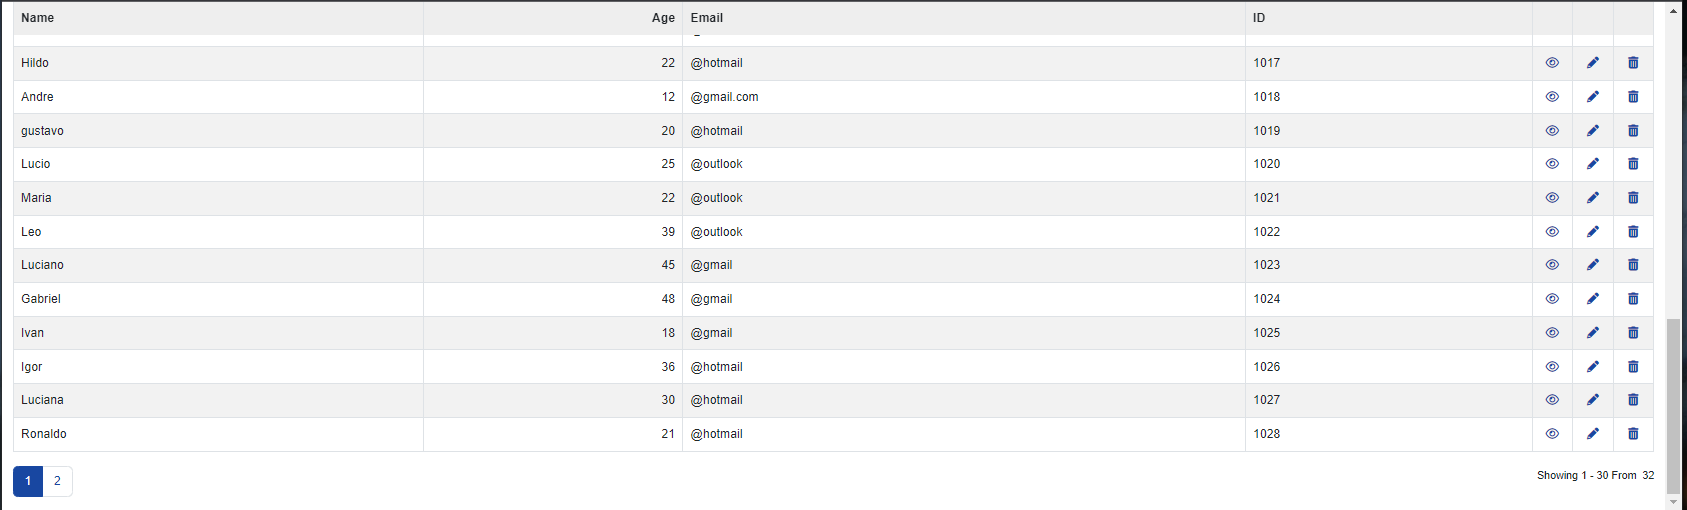 Name Age Email ID
Hildo 22 @hotmail 1017
Andre 12 @gmail.com 1018
gustavo 20 @hotmail 1019
Lucio 25 @outlook 1020
Maria 22 @outlook 1021
Leo 39 @outlook 1022
Luciano 45 @gmail 1023
Gabriel 48 @gmail 1024
Ivan 18 @gmail 1025
Igor 36 @hotmail 1026
Luciana 30 @hotmail 1027
Ronaldo 21 @hotmail 1028
1 2 Showing 1 - 30 From 32